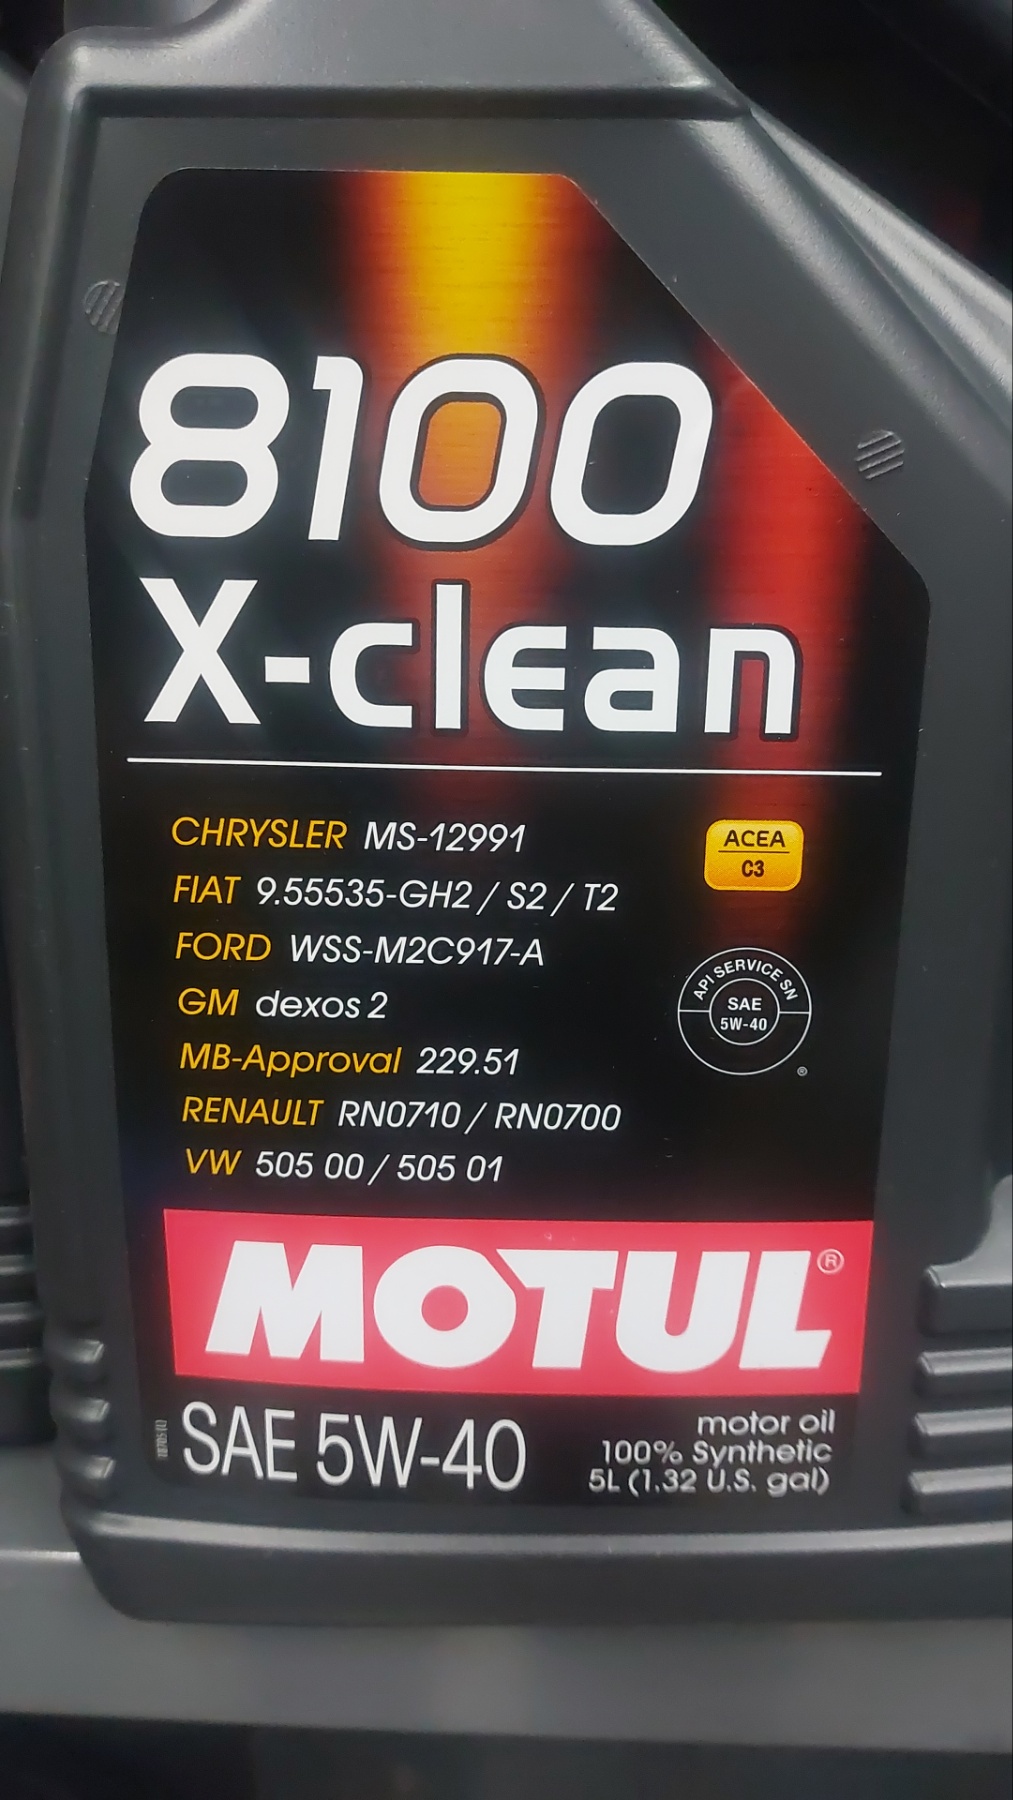 8100
X-clean
CHRYSLER MS-12991
FIAT 9.55535-GH2 / S2 / T2
FORD WSS-M2C917-A
GM dexos 2
MB-Approval 229.51
RENAULT RN0710 / RN0700
VW 505 00 / 505 01
ACEA
C3
API SERVICE SN
SAE
5W-40
®
MOTUL®
SAE 5W-40
motor oil
100% Synthetic
5L (1.32 U.S. gal)